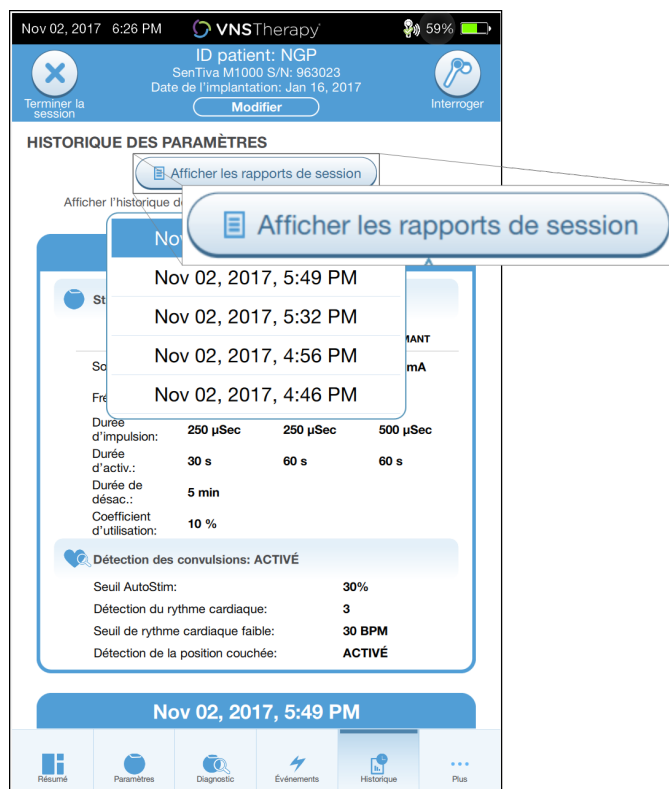 Nov 02, 2017 6:26 PM VNSTherapy 59%
ID patient: NGP
SenTiva M1000 S/N: 963023
Date de l'implantation: Jan 16, 2017
Modifier
Terminer la
session
Interroger
HISTORIQUE DES PARAMÈTRES
Afficher les rapports de session
Afficher l'historique
Afficher les rapports de session
Nov 02, 2017, 5:49 PM
Nov 02, 2017, 5:32 PM
Nov 02, 2017, 4:56 PM
Nov 02, 2017, 4:46 PM
mA
Durée
d'impulsion: 250 µSec 250 µSec 500 µSec
Durée
d'activ.: 30 s 60 s 60 s
Durée de
désac.: 5 min
Coefficient
d'utilisation: 10 %
Détection des convulsions: ACTIVÉ
Seuil AutoStim: 30%
Détection du rythme cardiaque: 3
Seuil de rythme cardiaque faible: 30 BPM
Détection de la position couchée: ACTIVÉ
Nov 02, 2017, 5:49 PM
Résumé Paramètres Diagnostic Événements Historique Plus